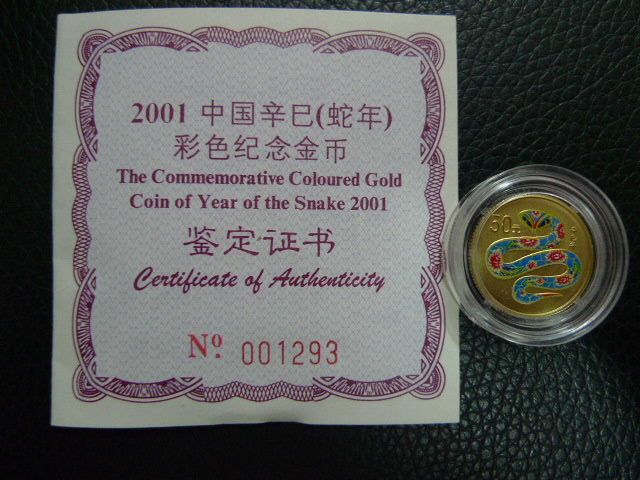 2001 中国辛巳(蛇年)
彩色纪念金币
The Commemorative Coloured Gold
Coin of Year of the Snake 2001
鉴定证书
Certificate of Authenticity
Nº. 001293
50元